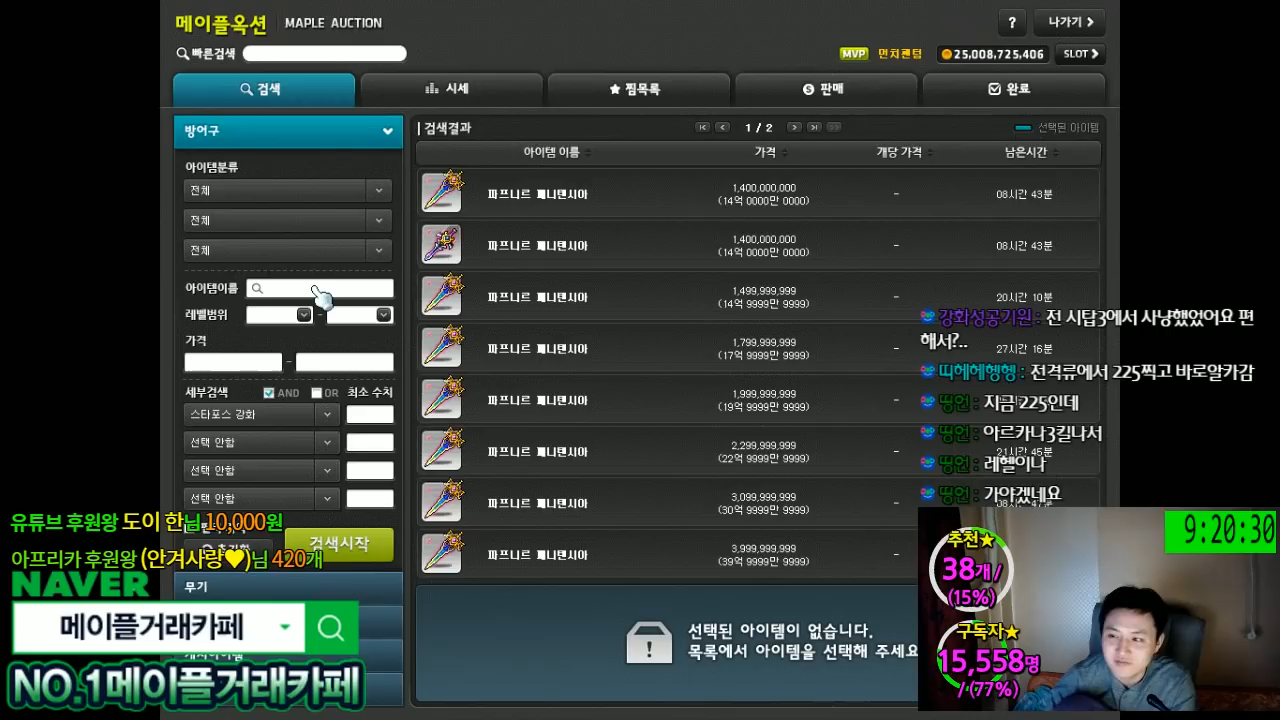 메이플옥션 MAPLE AUCTION
? 나가기
빠른검색
MVP 먼치킨텀 25,008,725,406 SLOT
검색 시세 찜목록 판매 완료
방어구
아이템분류
전체
전체
전체
아이템이름
레벨범위 -
가격
-
세부검색 AND OR 최소 수치
스타포스 강화
선택 안함
선택 안함
선택 안함
검색시작
무기
검색결과 1 / 2 선택된 아이템
아이템 이름 가격 개당 가격 남은시간
파프니르 페니텐시아 1,400,000,000 (14억 0000만 0000) - 08시간 43분
파프니르 페니텐시아 1,400,000,000 (14억 0000만 0000) - 08시간 43분
파프니르 페니텐시아 1,499,999,999 (14억 9999만 9999) - 20시간 10분
파프니르 페니텐시아 1,799,999,999 (17억 9999만 9999) - 27시간 16분
파프니르 페니텐시아 1,999,999,999 (19억 9999만 9999) -
파프니르 페니텐시아 2,299,999,999 (22억 9999만 9999) - 21시간 45분
파프니르 페니텐시아 3,099,999,999 (30억 9999만 9999) -
파프니르 페니텐시아 3,999,999,999 (39억 9999만 9999) -
선택된 아이템이 없습니다.
목록에서 아이템을 선택해 주세요
강화성공기원 : 전 시탑3에서 사냥했었어요 편
해서?..
띠헤헤헹헹 : 전격류에서 225찍고 바로알카감
띵언 : 지금 225인데
띵언 : 아르카나3킬나서
띵언 : 레헬이나
띵언 : 가야겠네요
유튜브 후원왕 도이 한님 10,000원
아프리카 후원왕 (안겨사랑♥)님 420개
NAVER
메이플거래카페
NO.1메이플거래카페
9:20:30
추천★
38개/
(15%)
구독자★
15,558명
/(77%)